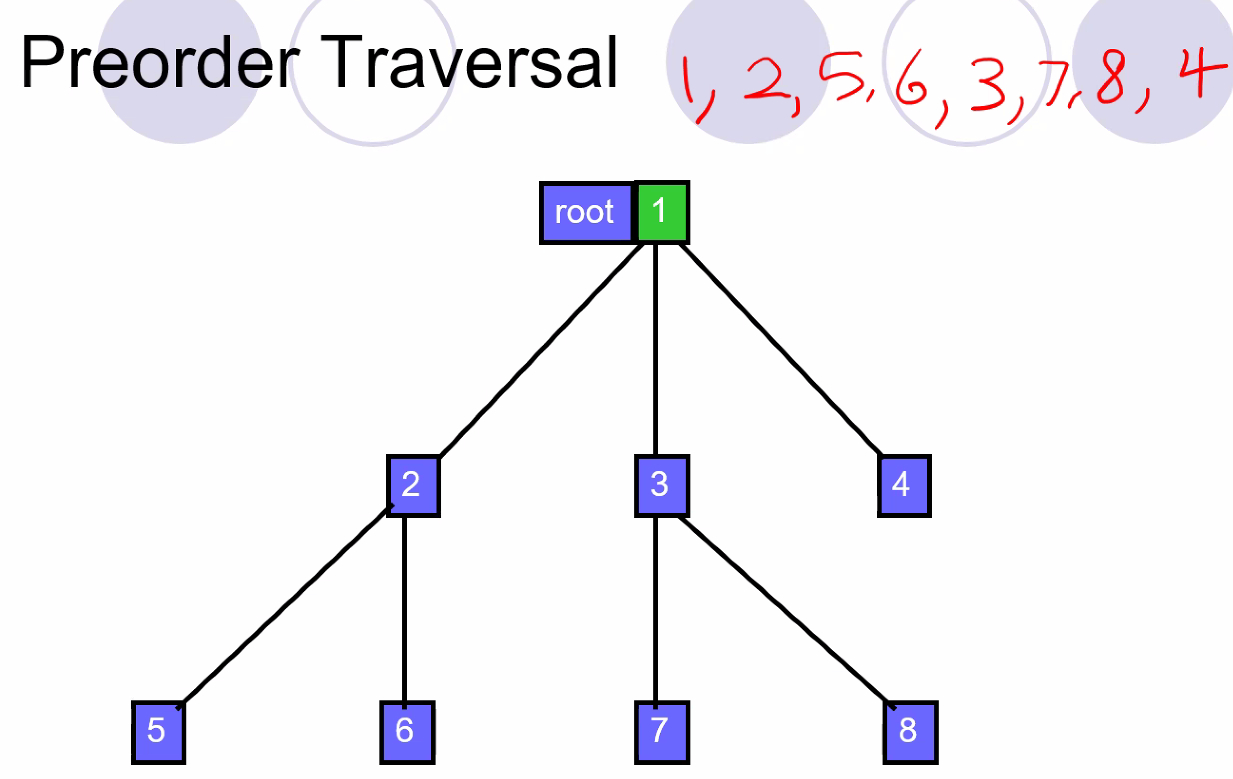 Preorder Traversal 1, 2, 5, 6, 3, 7, 8, 4
root 1
2 3 4
5 6 7 8